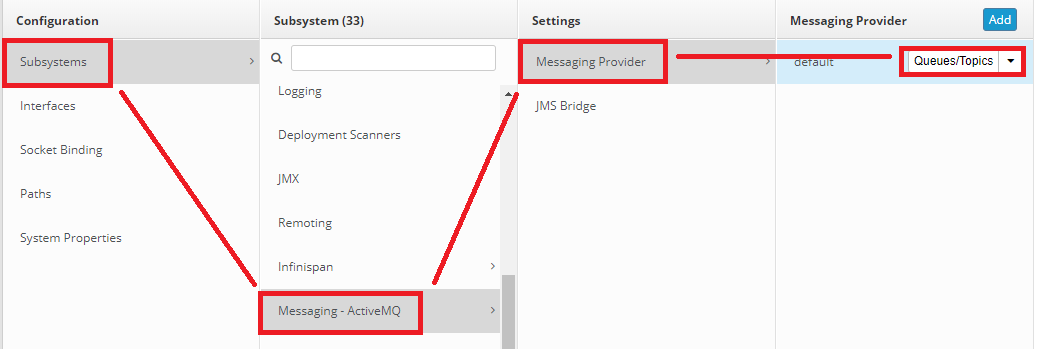 Configuration
Subsystems
Interfaces
Socket Binding
Paths
System Properties
Subsystem (33)
Logging
Deployment Scanners
JMX
Remoting
Infinispan
Messaging - ActiveMQ
Settings
Messaging Provider
JMS Bridge
Messaging Provider
Add
default
Queues/Topics